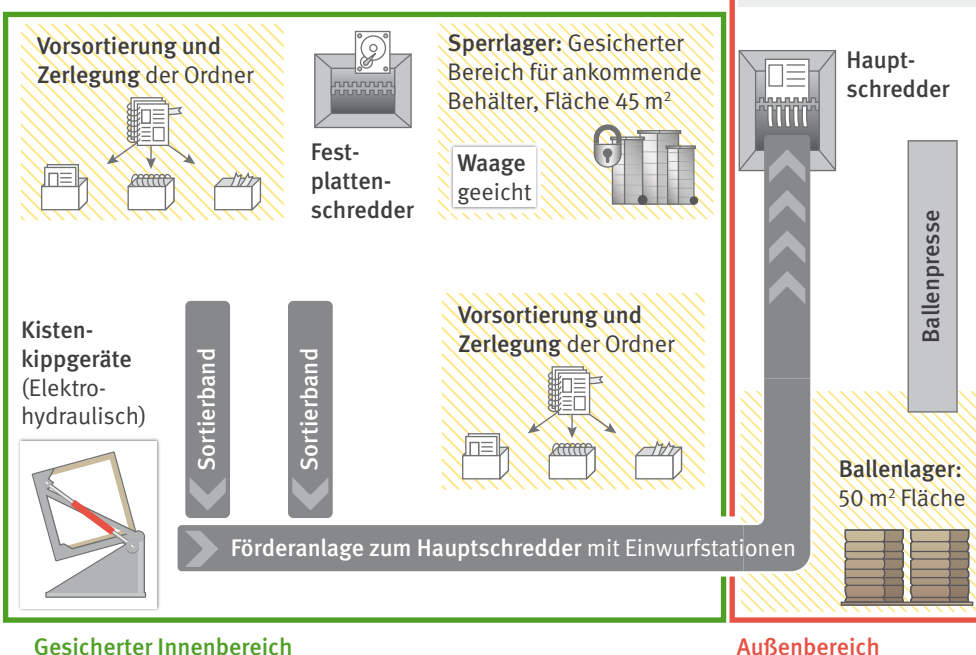 Vorsortierung und
Zerlegung der Ordner
Fest-
platten-
schredder
Sperrlager: Gesicherter
Bereich für ankommende
Behälter, Fläche 45 m²
Waage
geeicht
Haupt-
schredder
Ballenpresse
Kisten-
kippgeräte
(Elektro-
hydraulisch)
Sortierband
Sortierband
Vorsortierung und
Zerlegung der Ordner
Ballenlager:
50 m² Fläche
Förderanlage zum Hauptschredder mit Einwurfstationen
Gesicherter Innenbereich
Außenbereich